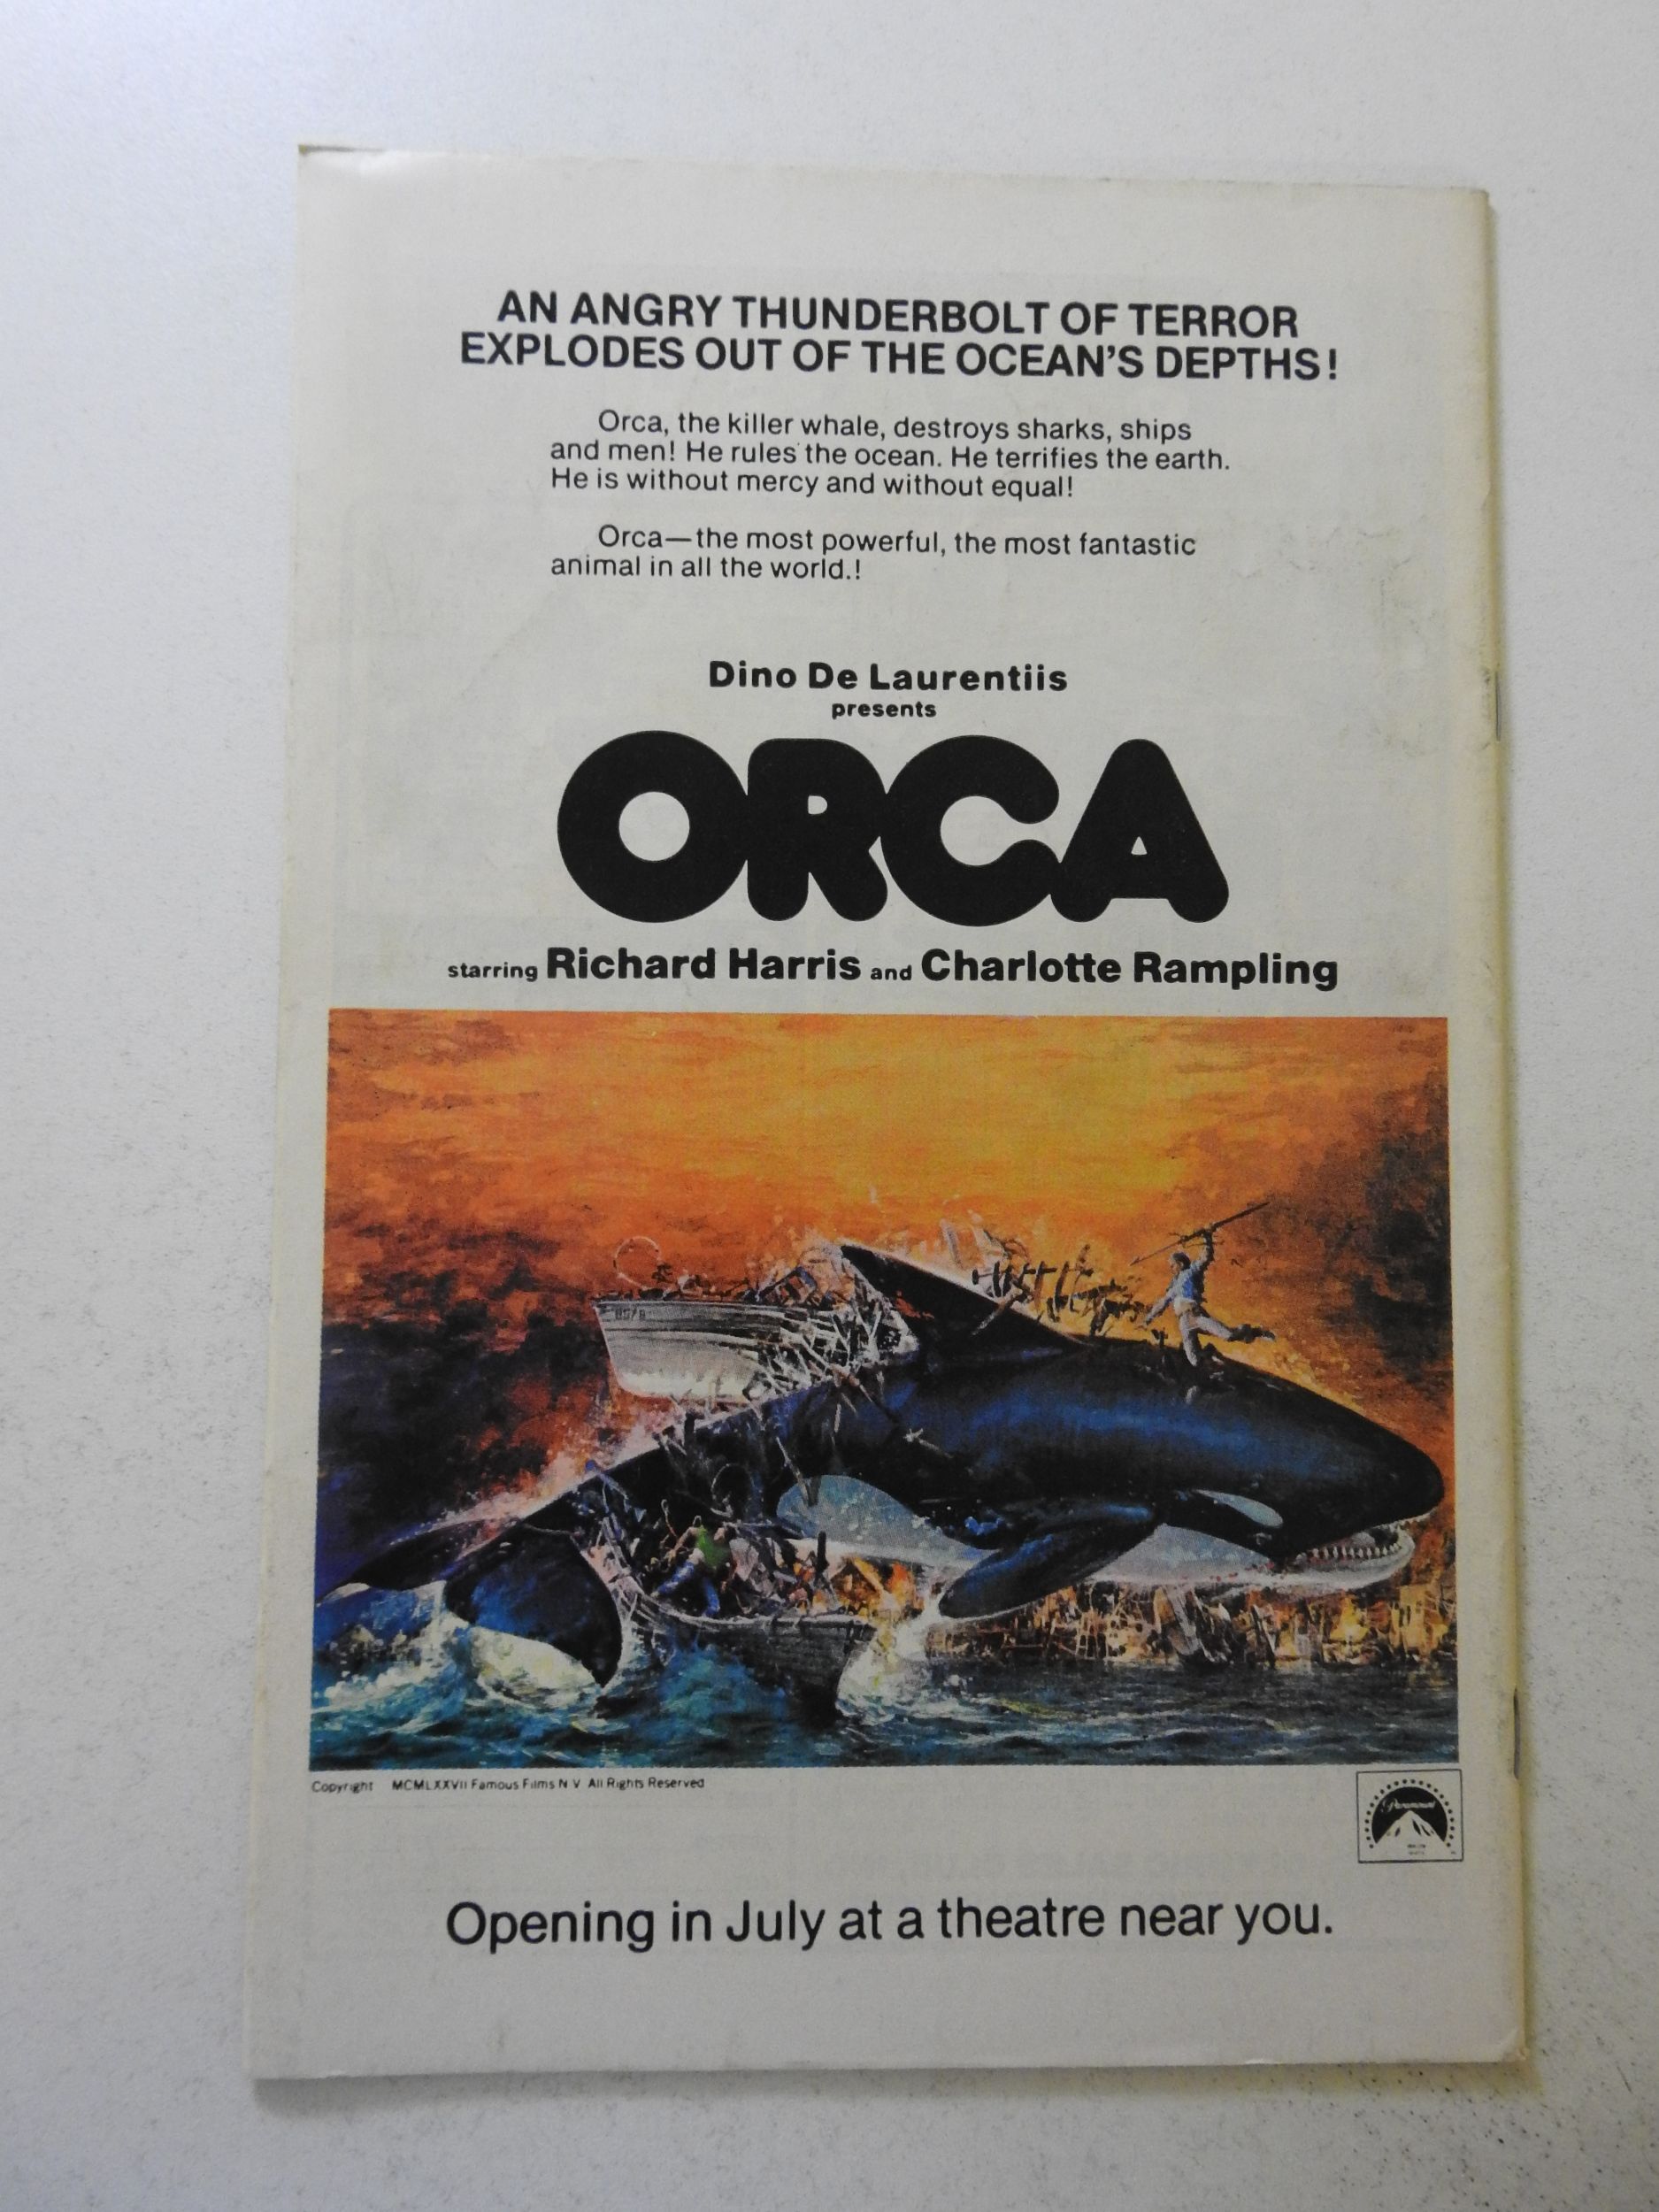 AN ANGRY THUNDERBOLT OF TERROR
EXPLODES OUT OF THE OCEAN'S DEPTHS!
Orca, the killer whale, destroys sharks, ships
and men! He rules the ocean. He terrifies the earth.
He is without mercy and without equal!
Orca—the most powerful, the most fantastic
animal in all the world.!
Dino De Laurentiis
presents
ORCA
starring Richard Harris and Charlotte Rampling
Copyright MCMLXXVII Famous Films N V All Rights Reserved
Paramount
Opening in July at a theatre near you.